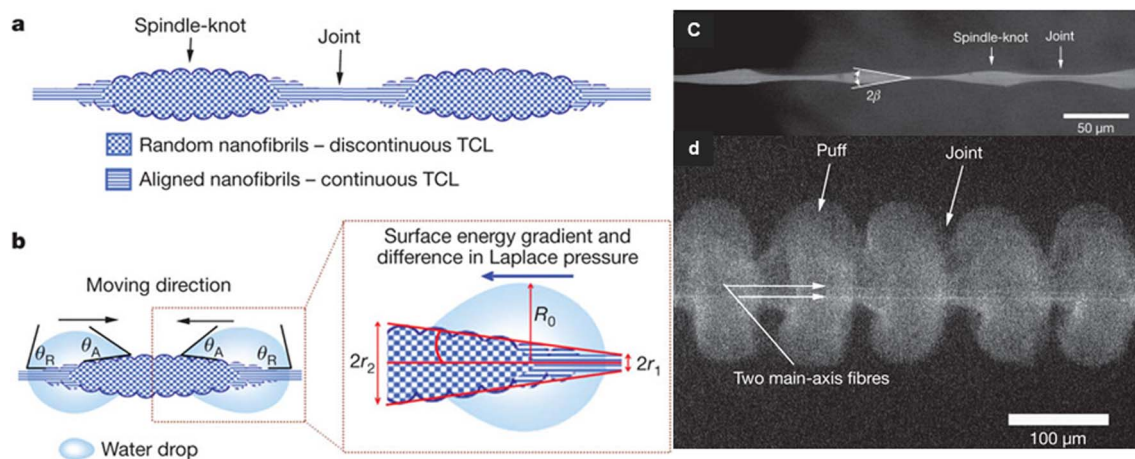 a
Spindle-knot
Joint
Random nanofibrils – discontinuous TCL
Aligned nanofibrils – continuous TCL
b
Moving direction
θR
θA
θA
θR
Water drop
Surface energy gradient and
difference in Laplace pressure
R0
2r2
2r1
C
Spindle-knot
Joint
2β
50 µm
d
Puff
Joint
Two main-axis fibres
100 µm